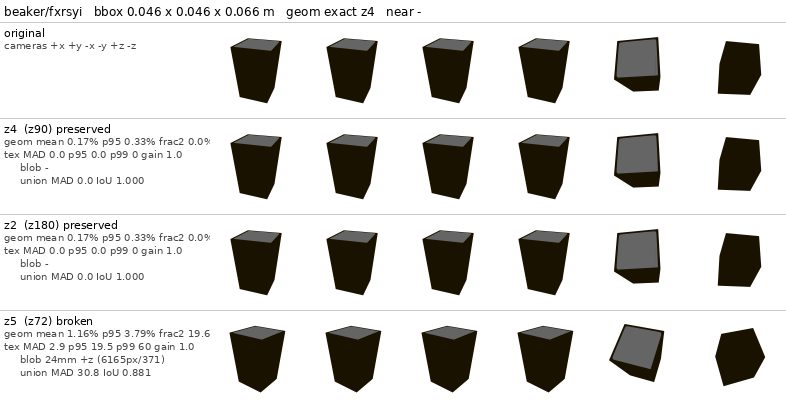 beaker/fxrsyi   bbox 0.046 x 0.046 x 0.066 m   geom exact z4   near -
original
cameras +x +y -x -y +z -z
z4  (z90) preserved
geom mean 0.17% p95 0.33% frac2 0.0%
tex MAD 0.0 p95 0.0 p99 0 gain 1.0
blob -
union MAD 0.0 IoU 1.000
z2  (z180) preserved
geom mean 0.17% p95 0.33% frac2 0.0%
tex MAD 0.0 p95 0.0 p99 0 gain 1.0
blob -
union MAD 0.0 IoU 1.000
z5  (z72) broken
geom mean 1.16% p95 3.79% frac2 19.6
tex MAD 2.9 p95 19.5 p99 60 gain 1.0
blob 24mm +z (6165px/371)
union MAD 30.8 IoU 0.881